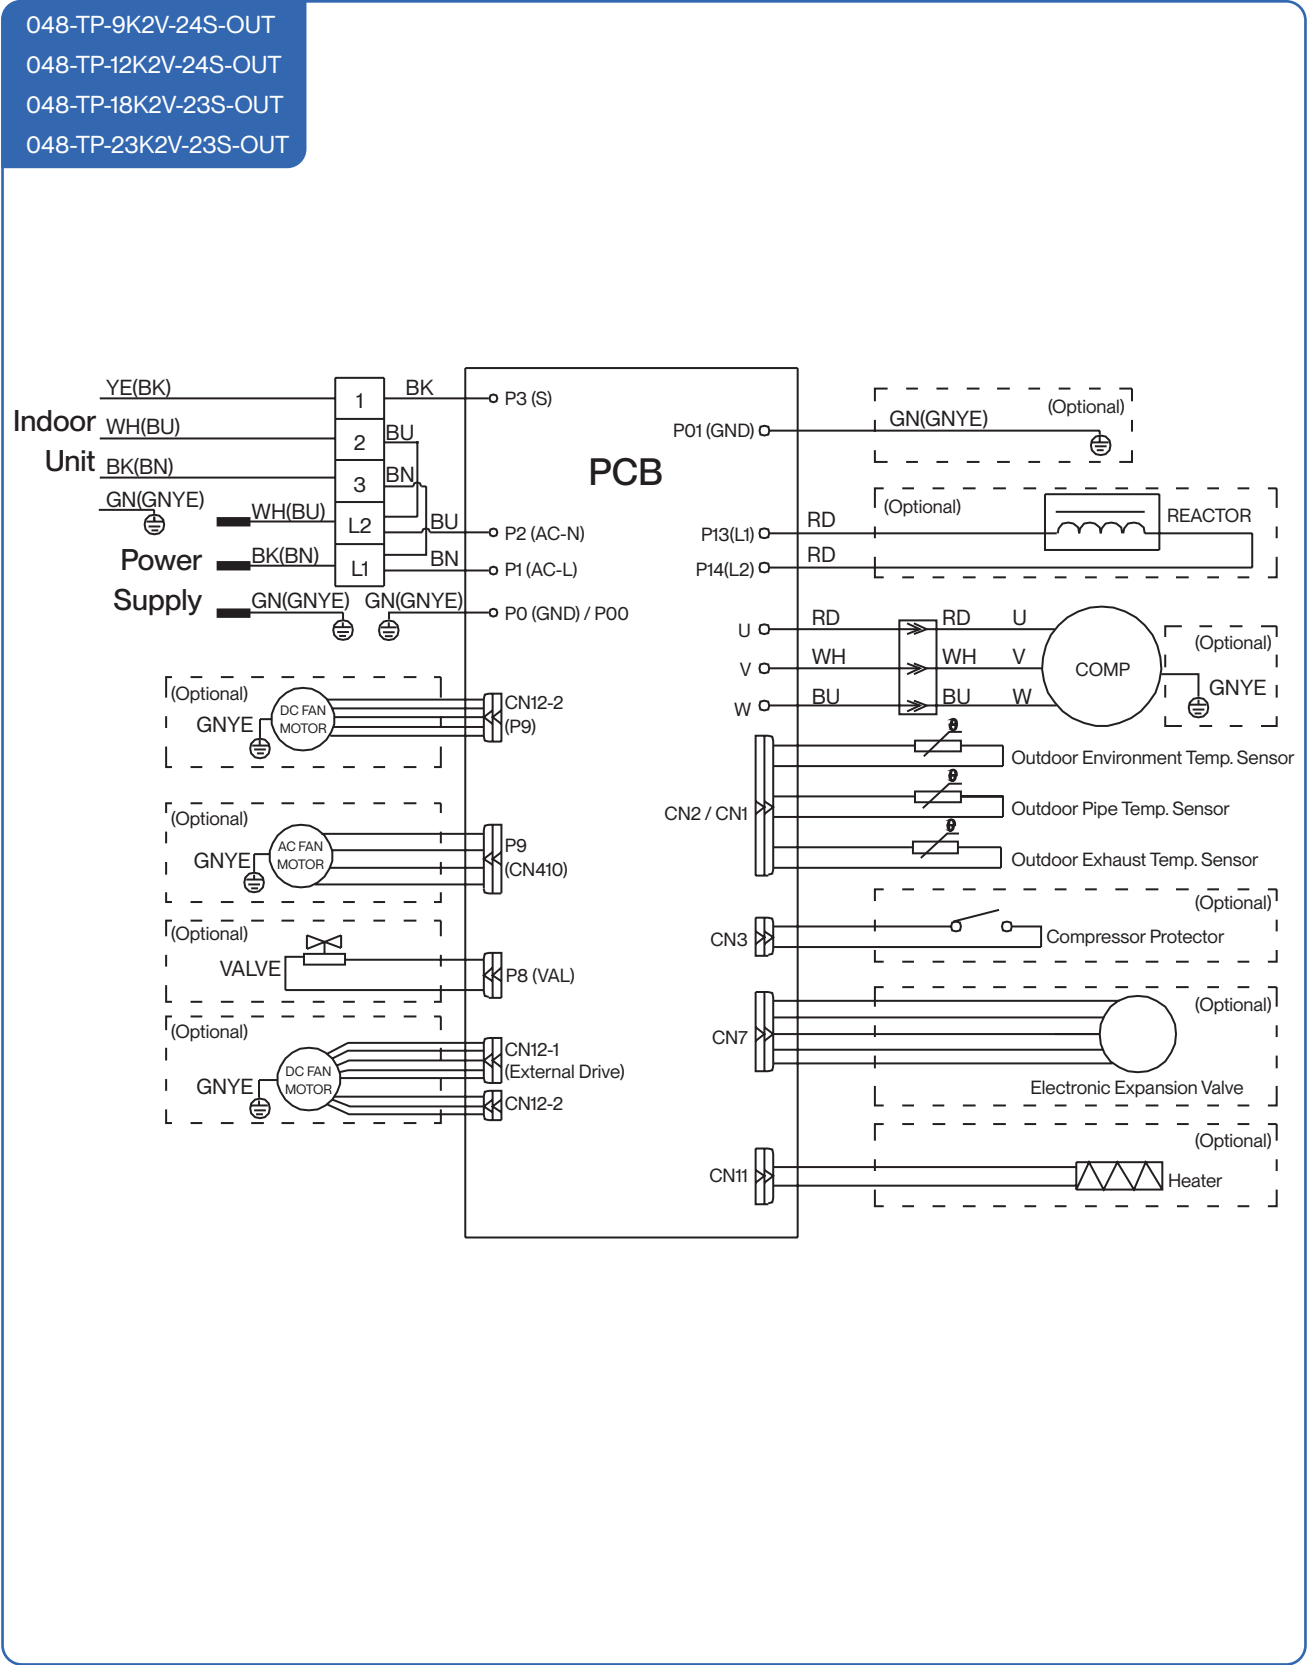 048-TP-9K2V-24S-OUT
048-TP-12K2V-24S-OUT
048-TP-18K2V-23S-OUT
048-TP-23K2V-23S-OUT
Indoor
Unit
YE(BK)
WH(BU)
BK(BN)
GN(GNYE)
Power
Supply
WH(BU)
BK(BN)
GN(GNYE)
GN(GNYE)
1
2
3
L2
L1
BK
BU
BN
BU
BN
P3 (S)
P2 (AC-N)
P1 (AC-L)
P0 (GND) / P00
PCB
(Optional)
GNYE
DC FAN
MOTOR
CN12-2
(P9)
(Optional)
GNYE
AC FAN
MOTOR
P9
(CN410)
(Optional)
VALVE
P8 (VAL)
(Optional)
GNYE
DC FAN
MOTOR
CN12-1
(External Drive)
CN12-2
P01 (GND)
GN(GNYE)
(Optional)
P13(L1)
P14(L2)
RD
RD
(Optional)
REACTOR
U
V
W
RD
WH
BU
RD
WH
BU
U
V
W
COMP
(Optional)
GNYE
CN2 / CN1
θ
Outdoor Environment Temp. Sensor
θ
Outdoor Pipe Temp. Sensor
θ
Outdoor Exhaust Temp. Sensor
CN3
(Optional)
Compressor Protector
CN7
(Optional)
Electronic Expansion Valve
CN11
(Optional)
Heater